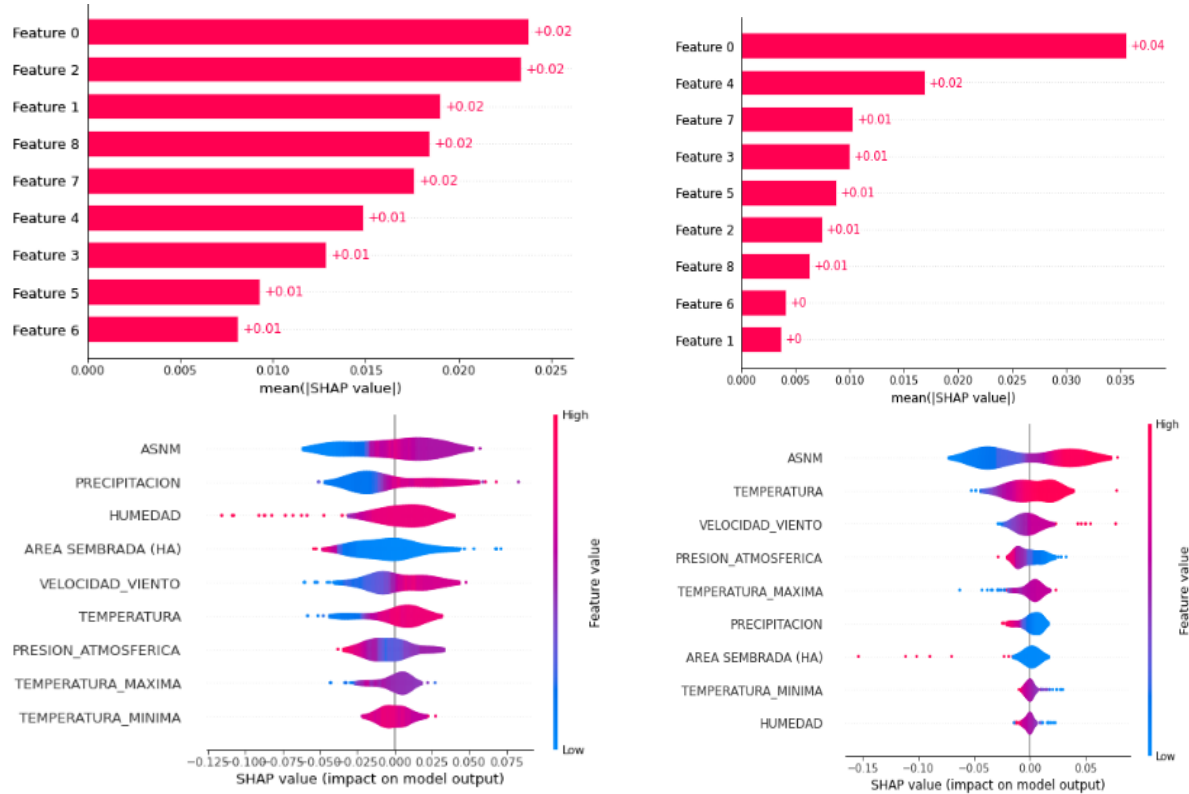 Feature 0
+0.02
Feature 2
+0.02
Feature 1
+0.02
Feature 8
+0.02
Feature 7
+0.02
Feature 4
+0.01
Feature 3
+0.01
Feature 5
+0.01
Feature 6
+0.01
0.000 0.005 0.010 0.015 0.020 0.025
mean(|SHAP value|)
Feature 0
+0.04
Feature 4
+0.02
Feature 7
+0.01
Feature 3
+0.01
Feature 5
+0.01
Feature 2
+0.01
Feature 8
+0.01
Feature 6
+0
Feature 1
+0
0.000 0.005 0.010 0.015 0.020 0.025 0.030 0.035
mean(|SHAP value|)
ASNM
PRECIPITACION
HUMEDAD
AREA SEMBRADA (HA)
VELOCIDAD_VIENTO
TEMPERATURA
PRESION_ATMOSFERICA
TEMPERATURA_MAXIMA
TEMPERATURA_MINIMA
−0.125 −0.100 −0.075 −0.050 −0.025 0.000 0.025 0.050 0.075
SHAP value (impact on model output)
High
Feature value
Low
ASNM
TEMPERATURA
VELOCIDAD_VIENTO
PRESION_ATMOSFERICA
TEMPERATURA_MAXIMA
PRECIPITACION
AREA SEMBRADA (HA)
TEMPERATURA_MINIMA
HUMEDAD
−0.15 −0.10 −0.05 0.00 0.05
SHAP value (impact on model output)
High
Feature value
Low